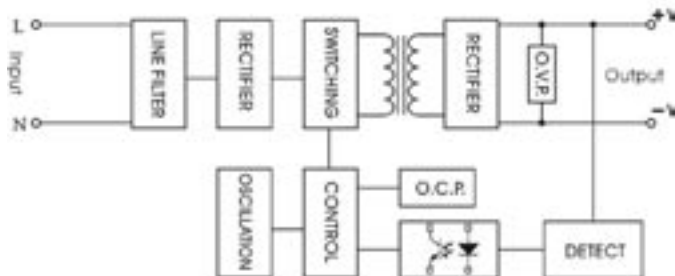 L
Input
N
LINE FILTER
RECTIFIER
SWITCHING
RECTIFIER
O.V.P.
+V
Output
-V
OSCILLATION
CONTROL
O.C.P.
DETECT